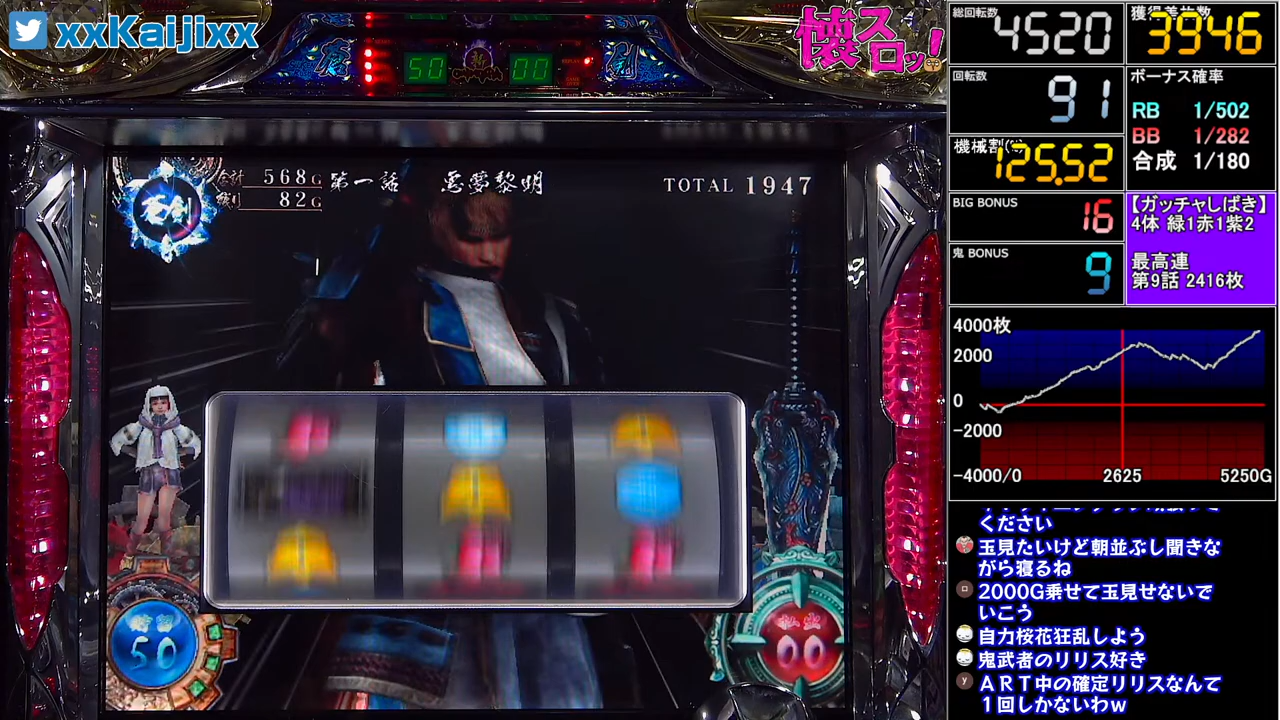 xxKaijixx
懐スロッ!
50
00
蒼剣
合計 568G
残り 82G
第一話 悪夢黎明
TOTAL 1947
50
00
総回転数
4520
獲得差枚数
3946
回転数
91
ボーナス確率
RB 1/502
BB 1/282
合成 1/180
機械割(%)
125.52
BIG BONUS
16
鬼 BONUS
9
【ガッチャしばき】
4体 緑1赤1紫2
最高連
第9話 2416枚
4000枚
2000
0
-2000
-4000/0
2625
5250G
ください
玉見たいけど朝並ぶし聞きな
がら寝るね
2000G乗せて玉見せないで
いこう
自力桜花狂乱しよう
鬼武者のリリス好き
ART中の確定リリスなんて
1回しかないわw